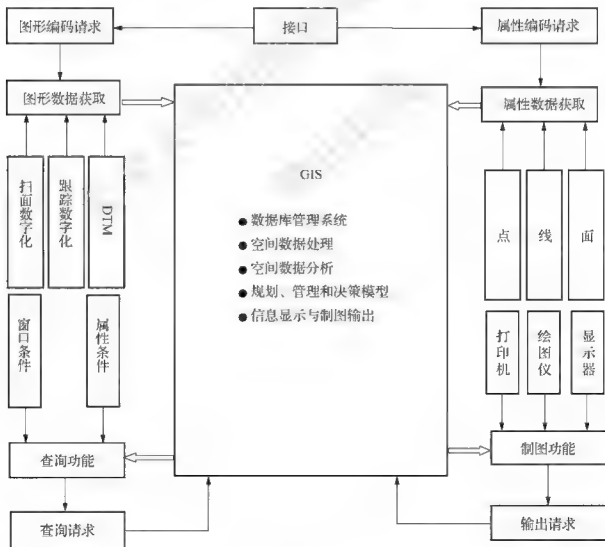 图形编码请求
接口
属性编码请求
图形数据获取
属性数据获取
GIS
● 数据库管理系统
● 空间数据处理
● 空间数据分析
● 规划、管理和决策模型
● 信息显示与制图输出
扫面数字化
跟踪数字化
DTM
点
线
面
窗口条件
属性条件
打印机
绘图仪
显示器
查询功能
制图功能
查询请求
输出请求